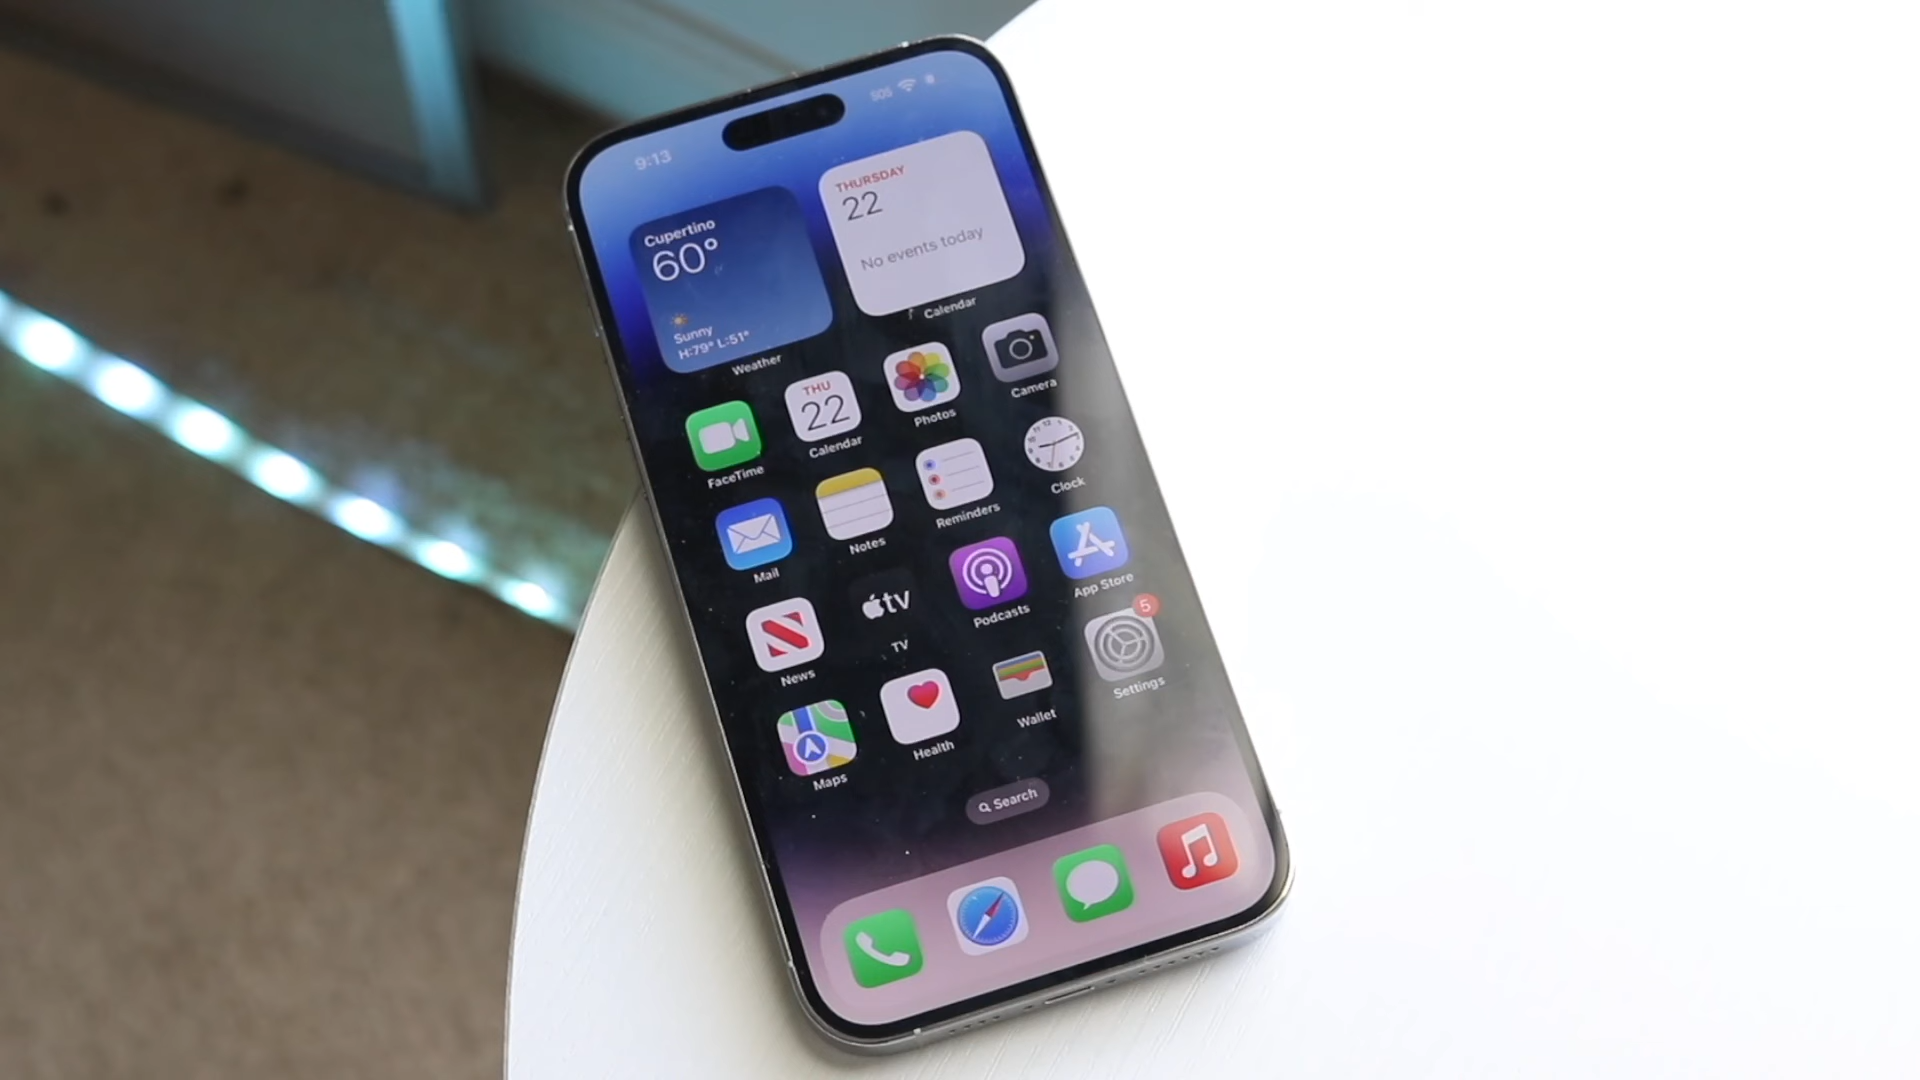 9:13
SOS
Cupertino
60°
Sunny
H:79° L:51°
Weather
THURSDAY
22
No events today
Calendar
FaceTime
THU
22
Calendar
Photos
Camera
Mail
Notes
Reminders
Clock
News
tv
TV
Podcasts
App Store
Maps
Health
Wallet
5
Settings
Search